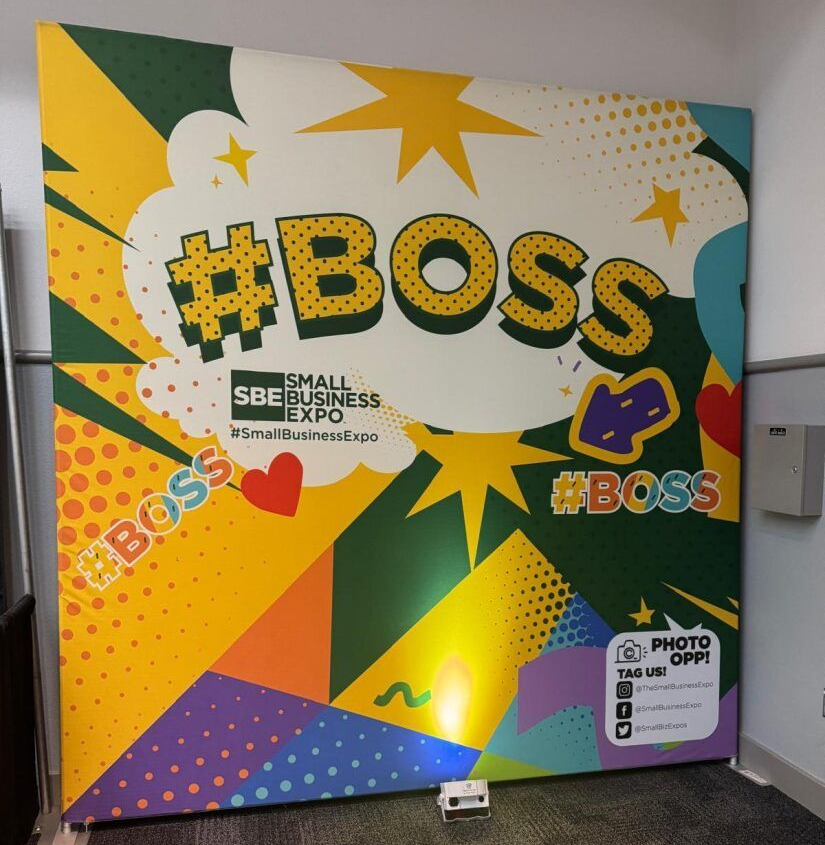 #BOSS
SBE
SMALL
BUSINESS
EXPO
#SmallBusinessExpo
#BOSS
#BOSS
PHOTO
OPP!
TAG US!
@TheSmallBusinessExpo
@SmallBusinessExpo
@SmallBizExpos